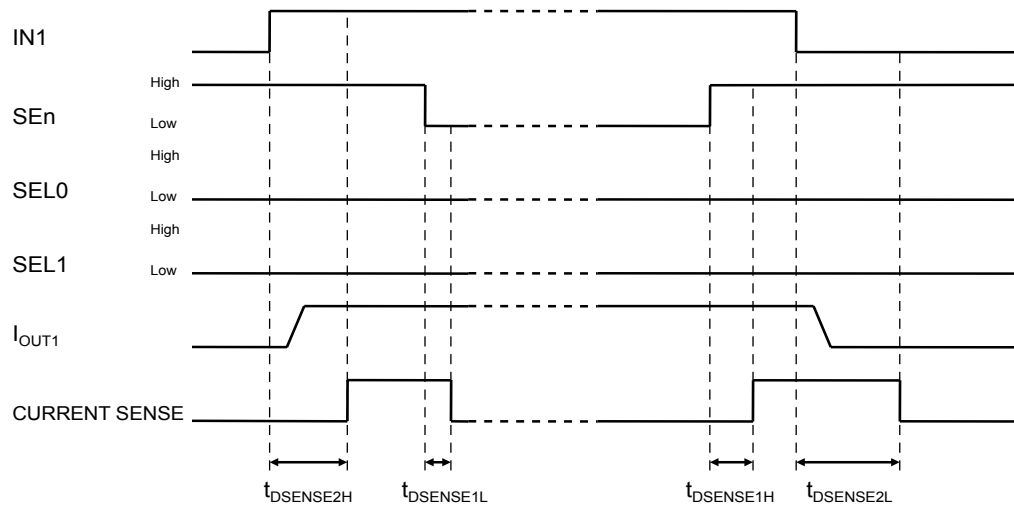 IN1
High
SEn
Low
High
SEL0
Low
High
SEL1
Low
IOUT1
CURRENT SENSE
tDSENSE2H tDSENSE1L tDSENSE1H tDSENSE2L